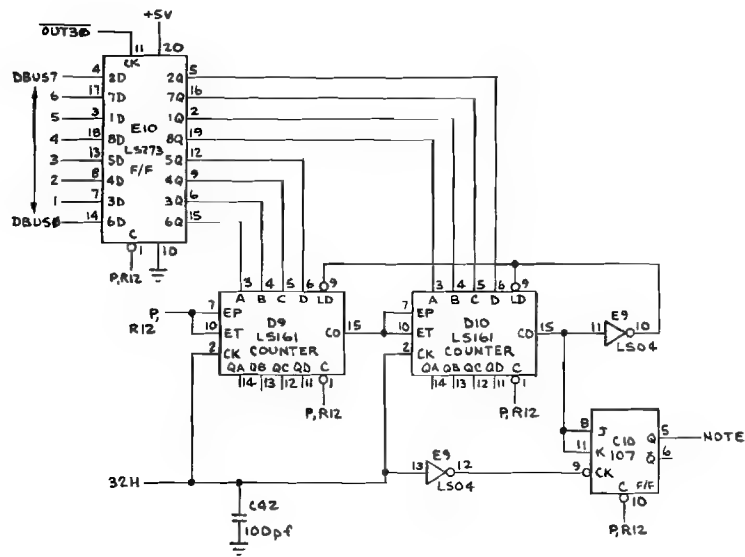 +5V
OUT30
11 20
CK
DBUS7 4 2D 2Q 5
6 17 7D 7Q 16
5 3 1D 1Q 2
4 18 8D E10 8Q 19
3 13 5D LS273 5Q 12
2 8 4D F/F 4Q 9
1 7 3D 3Q 6
DBUS0 14 6D 6Q 15
C
1 10
P,R12
3 4 5 6 9 3 4 5 6 9
A B C D LD A B C D LD
P, R12
7 EP D9 7 EP D10
10 ET LS161 CO 15 10 ET LS161 CO 15 11 E9 10
2 CK COUNTER 2 CK COUNTER LS04
QA QB QC QD C QA QB QC QD C
14 13 12 11 1 14 13 12 11 1
P,R12 P,R12
8 J C10 Q 5 NOTE
11 K 107 Q 6
32H 13 E9 12 9 CK
LS04 F/F
C 10
C42
100pf
P,R12